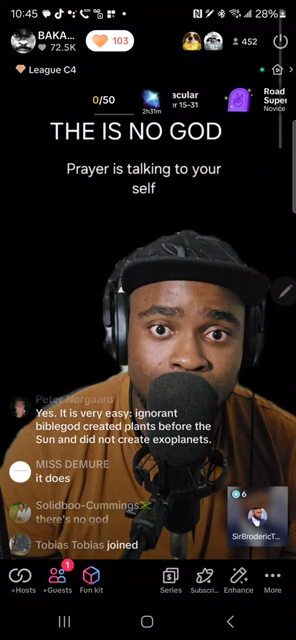 10:45
28%
BAKA...
72.5K
103
452
League C4
0/50
2h31m
acular
r 15–31
Road
Super
Novice
THE IS NO GOD
Prayer is talking to your
self
Peter Nørgaard
Yes. It is very easy: ignorant
biblegod created plants before the
Sun and did not create exoplanets.
MISS DEMURE
it does
Solidboo-Cummings
there's no god
Tobias Tobias joined
6
SirBrodericT...
1
+Hosts
+Guests
Fun kit
Series
Subscri...
Enhance
More